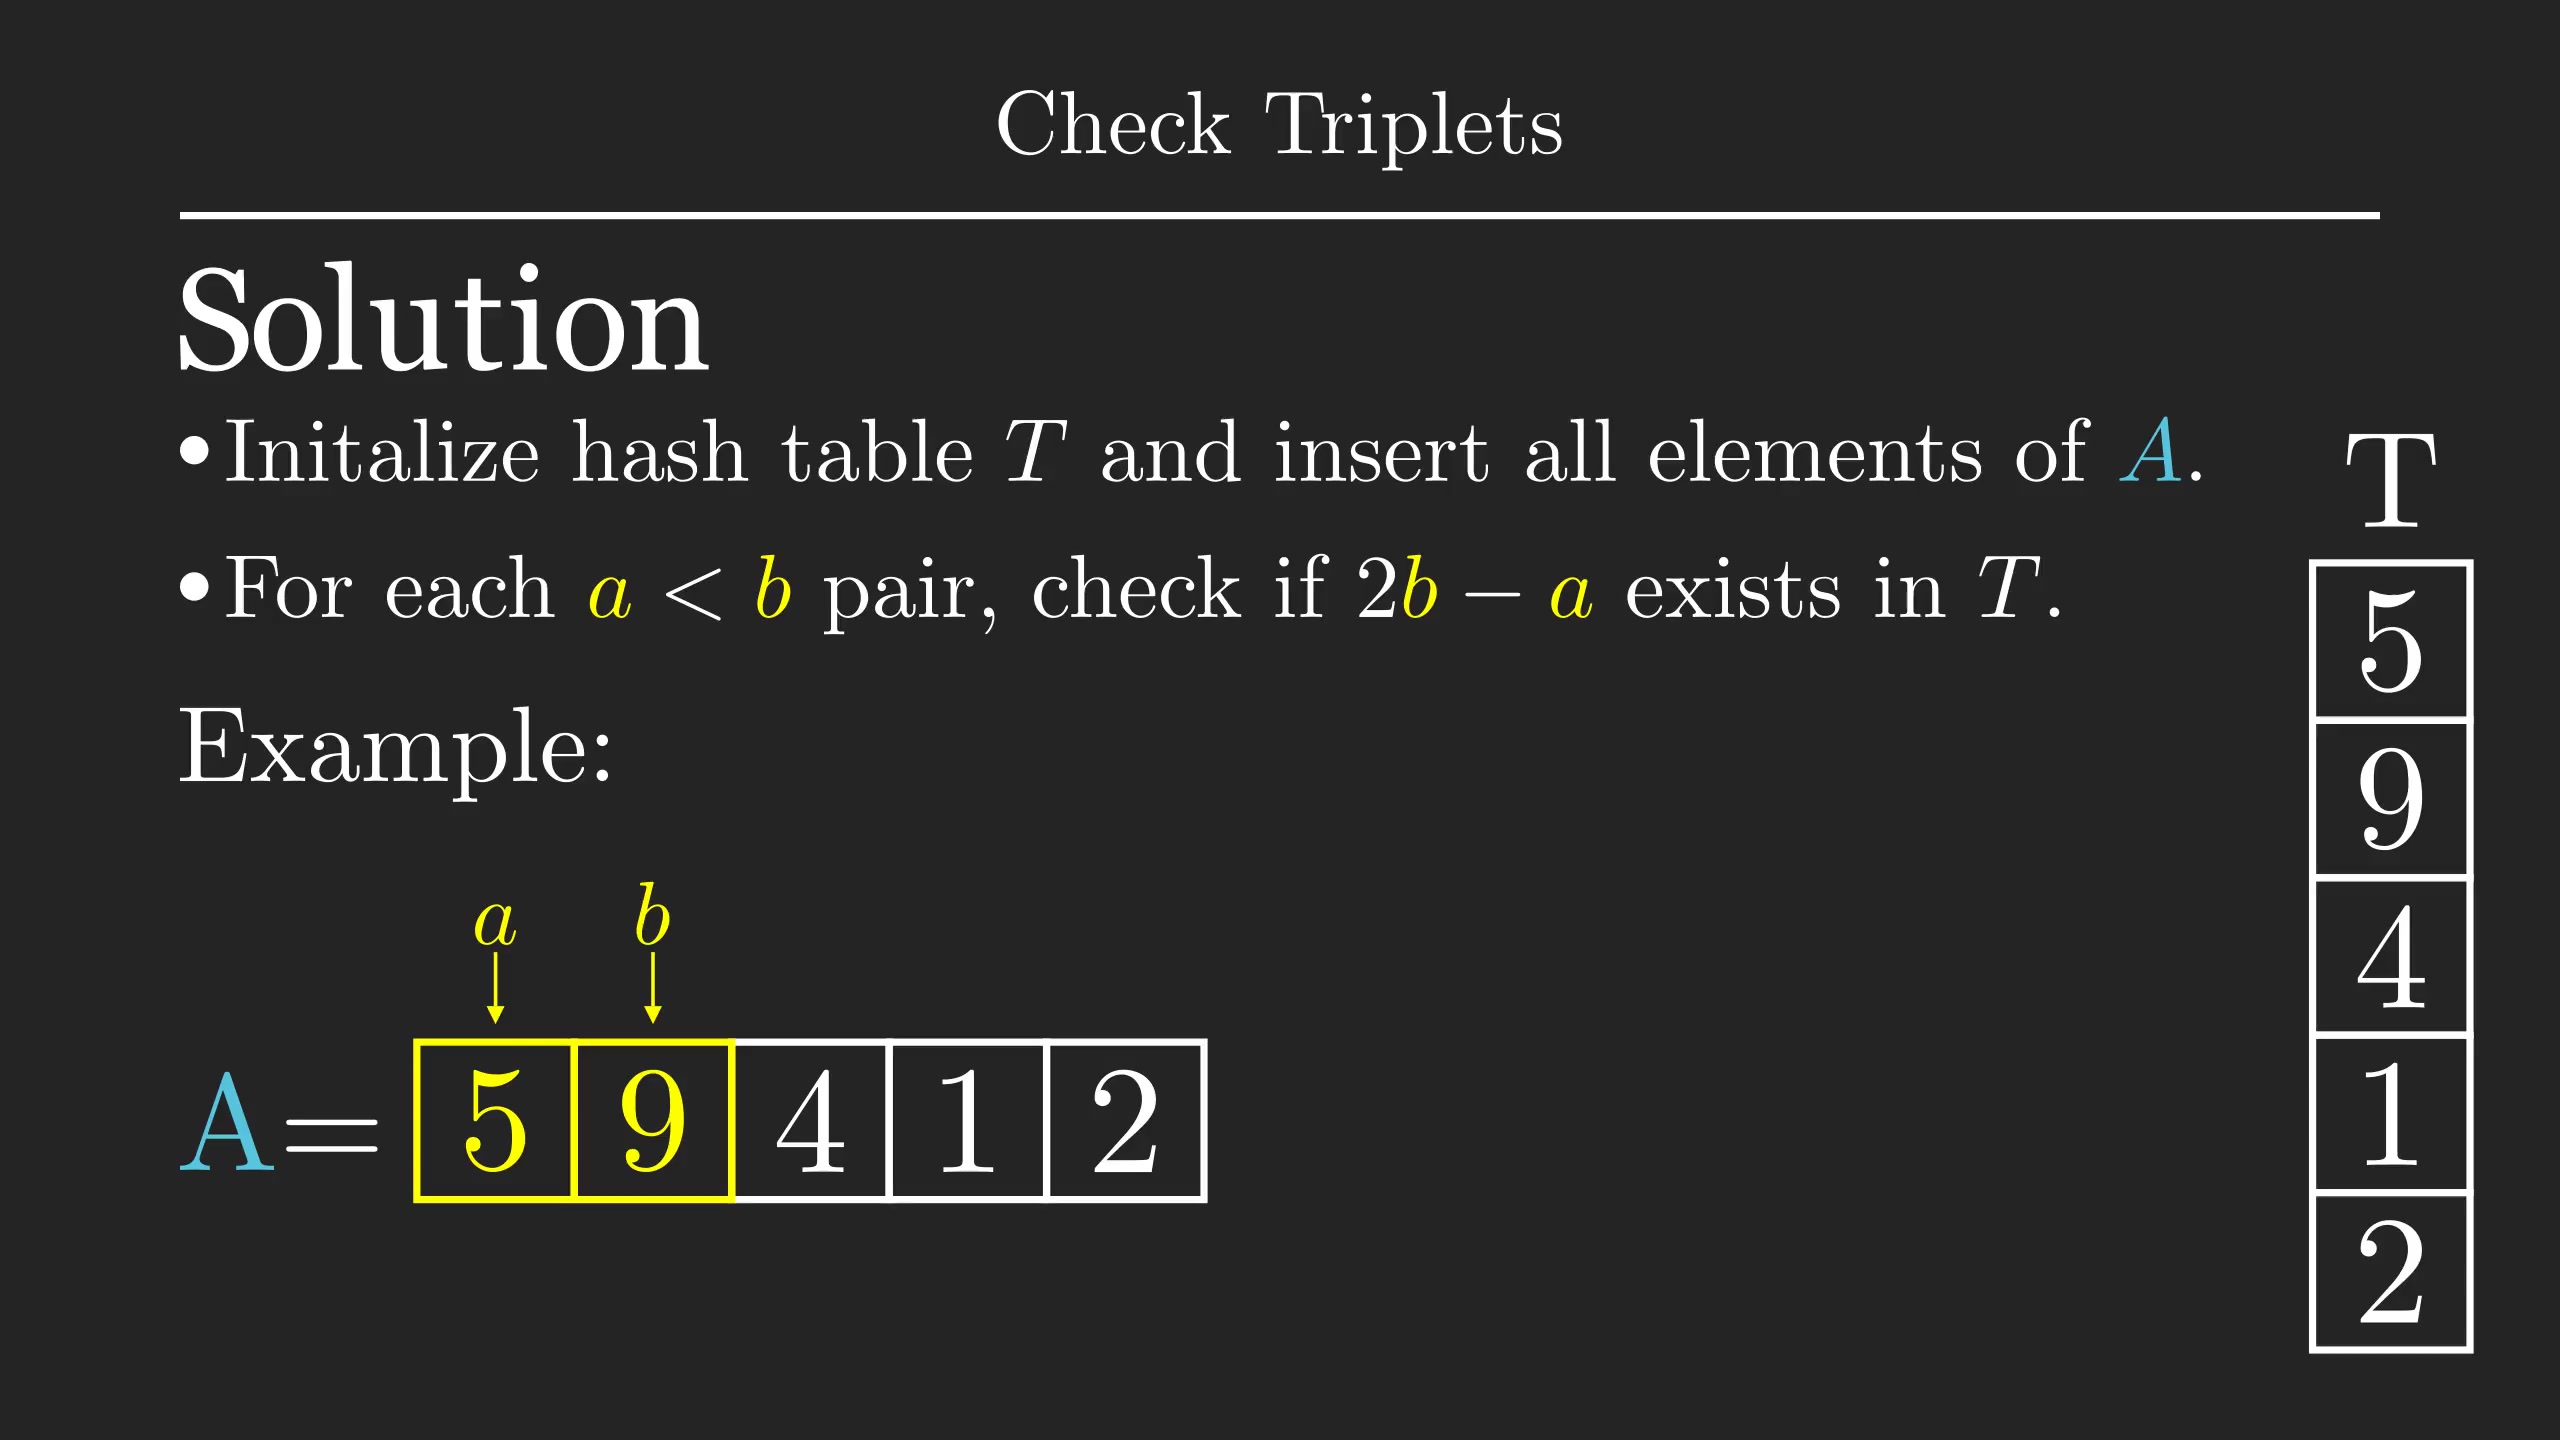 Check Triplets
Solution
•Initalize hash table T and insert all elements of A.
•For each a < b pair, check if 2b − a exists in T.
Example:
a b
A= 5 9 4 1 2
T
5
9
4
1
2